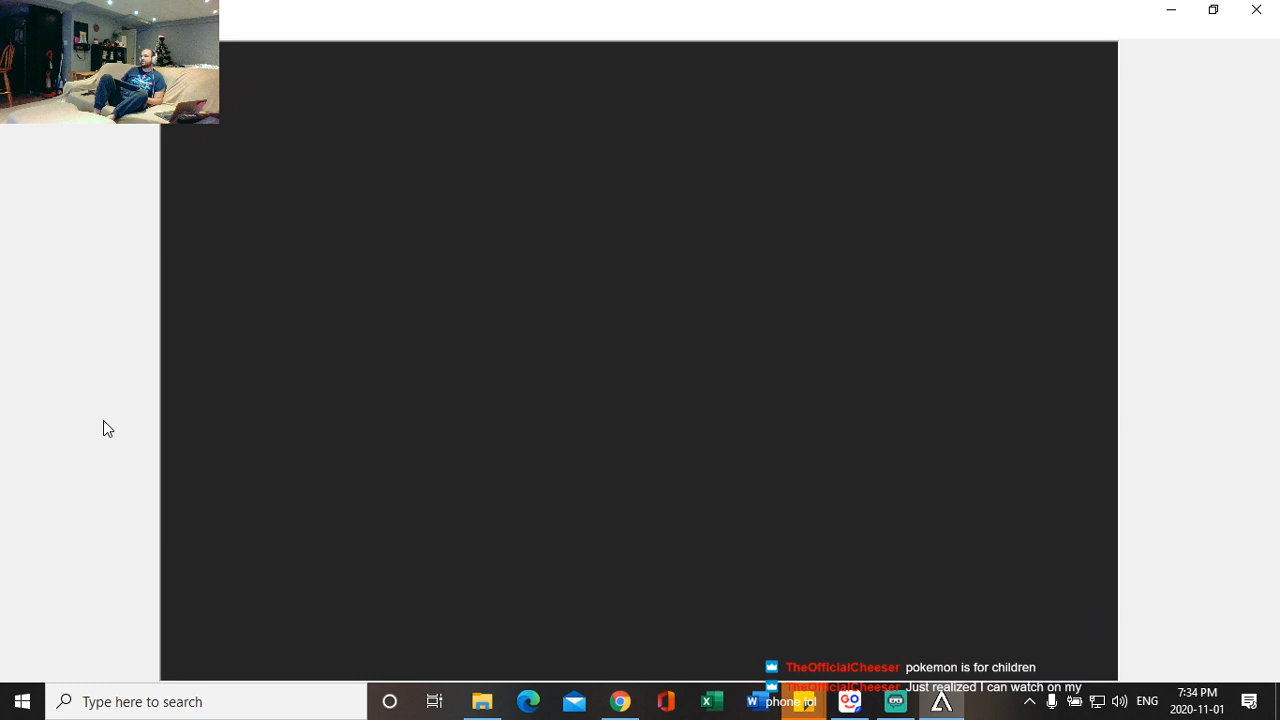 TheOfficialCheeser pokemon is for children
TheOfficialCheeser Just realized I can watch on my
phone lol
Type here to search
ENG
7:34 PM
2020-11-01